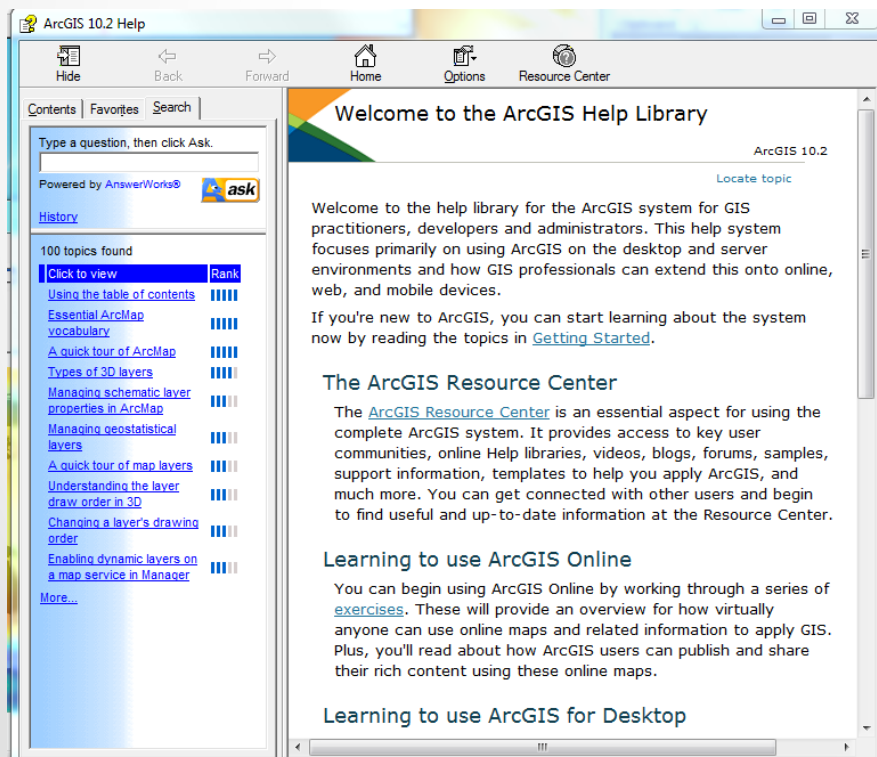 ArcGIS 10.2 Help
Hide Back Forward Home Options Resource Center
Contents Favorites Search
Type a question, then click Ask.
Powered by AnswerWorks®
ask
History
100 topics found
Click to view Rank
Using the table of contents
Essential ArcMap
vocabulary
A quick tour of ArcMap
Types of 3D layers
Managing schematic layer
properties in ArcMap
Managing geostatistical
layers
A quick tour of map layers
Understanding the layer
draw order in 3D
Changing a layer's drawing
order
Enabling dynamic layers on
a map service in Manager
More...
Welcome to the ArcGIS Help Library
ArcGIS 10.2
Locate topic
Welcome to the help library for the ArcGIS system for GIS
practitioners, developers and administrators. This help system
focuses primarily on using ArcGIS on the desktop and server
environments and how GIS professionals can extend this onto online,
web, and mobile devices.
If you're new to ArcGIS, you can start learning about the system
now by reading the topics in Getting Started.
The ArcGIS Resource Center
The ArcGIS Resource Center is an essential aspect for using the
complete ArcGIS system. It provides access to key user
communities, online Help libraries, videos, blogs, forums, samples,
support information, templates to help you apply ArcGIS, and
much more. You can get connected with other users and begin
to find useful and up-to-date information at the Resource Center.
Learning to use ArcGIS Online
You can begin using ArcGIS Online by working through a series of
exercises. These will provide an overview for how virtually
anyone can use online maps and related information to apply GIS.
Plus, you'll read about how ArcGIS users can publish and share
their rich content using these online maps.
Learning to use ArcGIS for Desktop